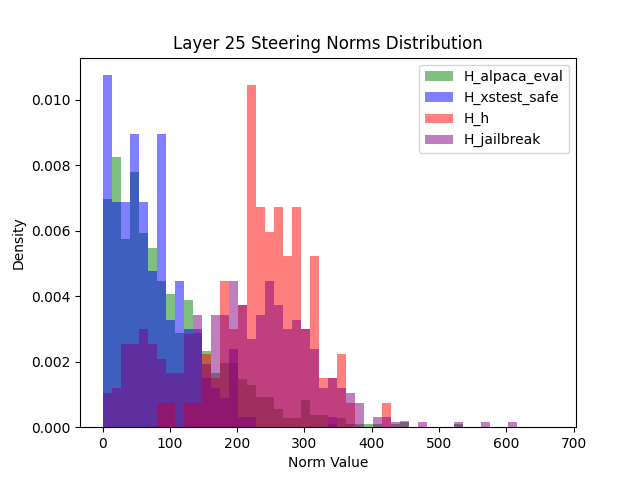 Layer 25 Steering Norms Distribution
H_alpaca_eval
H_xstest_safe
H_h
H_jailbreak
0.010
0.008
0.006
0.004
0.002
0.000
Density
0 100 200 300 400 500 600 700
Norm Value